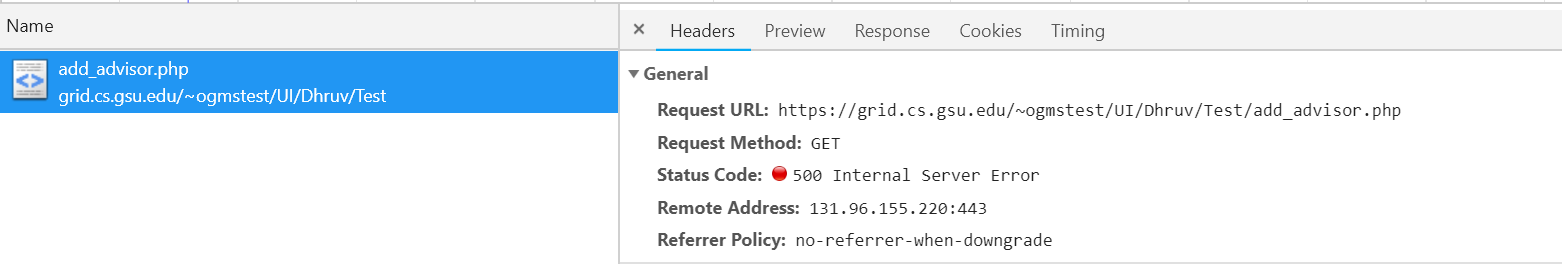 Name
add_advisor.php
grid.cs.gsu.edu/~ogmstest/UI/Dhruv/Test
× Headers Preview Response Cookies Timing
▼ General
Request URL: https://grid.cs.gsu.edu/~ogmstest/UI/Dhruv/Test/add_advisor.php
Request Method: GET
Status Code: 500 Internal Server Error
Remote Address: 131.96.155.220:443
Referrer Policy: no-referrer-when-downgrade